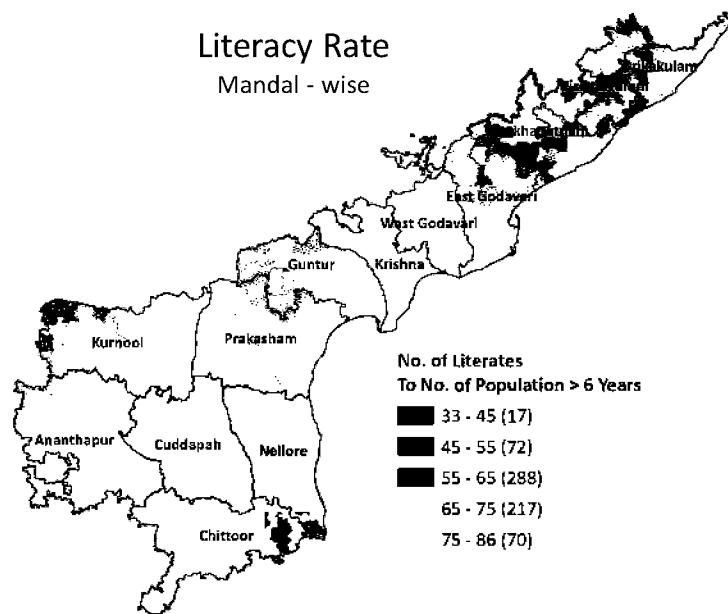 Literacy Rate
Mandal - wise
East Godavari
West Godavari
Guntur
Krishna
Kurnool
Prakasham
No. of Literates
To No. of Population > 6 Years
33 - 45 (17)
45 - 55 (72)
55 - 65 (288)
65 - 75 (217)
75 - 86 (70)
Ananthapur
Cuddapah
Nellore
Chittoor